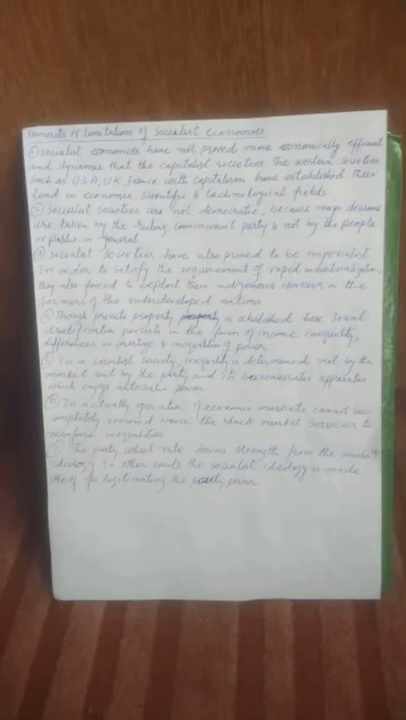 Demerits or limitations of Socialist economies
① Socialist economies have not proved more economically efficient
and dynamic that the capitalist societies The western societies
such as U.S.A, U.K, France with Capitalism have established their
lead in economic, scientific & technological fields
② Socialist societies are not democratic, because major decisions
are taken by the ruling communist party & not by the people
or public in general
③ Socialist Societies have also proved to be imperialist
In order to satisfy the requirement of rapid industrialization,
they also forced to exploit their indigenous workers in the
farmers of the underdeveloped nations
④ Though private property is abolished here Social
stratification persists in the form of income inequality,
differences in prestige & inequalities of power
⑤ In a socialist society, inequality is determined not by the
market but by the party and its bureaucratic apparatus
which enjoys power
⑥ In actually operation of economic markets cannot be
completely removed Hence the black market services to
inequalities
⑦ The party which rule draws strength from the socialist
ideology In other words the socialist ideology is made
use of for legitimating the party power